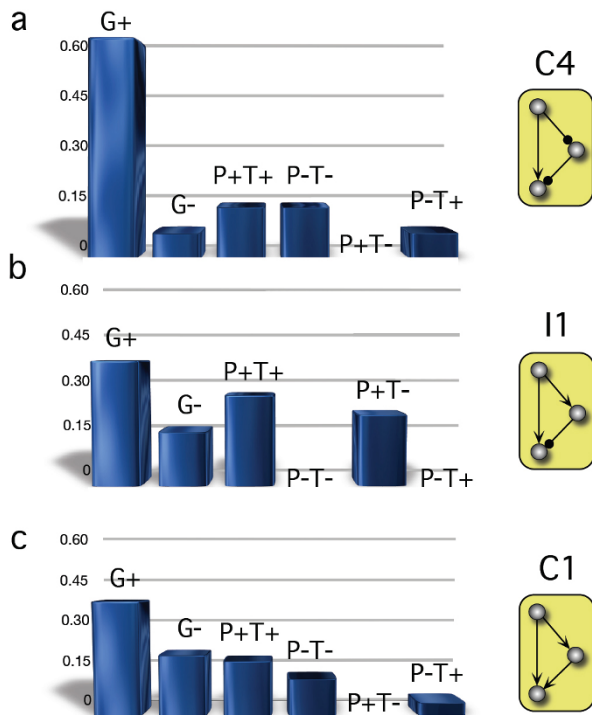 a
G+
0.60
0.45
0.30
0.15
0
G-
P+T+
P-T-
P+T-
P-T+
C4
b
0.60
0.45
0.30
0.15
0
G+
G-
P+T+
P-T-
P+T-
P-T+
I1
c
0.60
0.45
0.30
0.15
0
G+
G-
P+T+
P-T-
P+T-
P-T+
C1